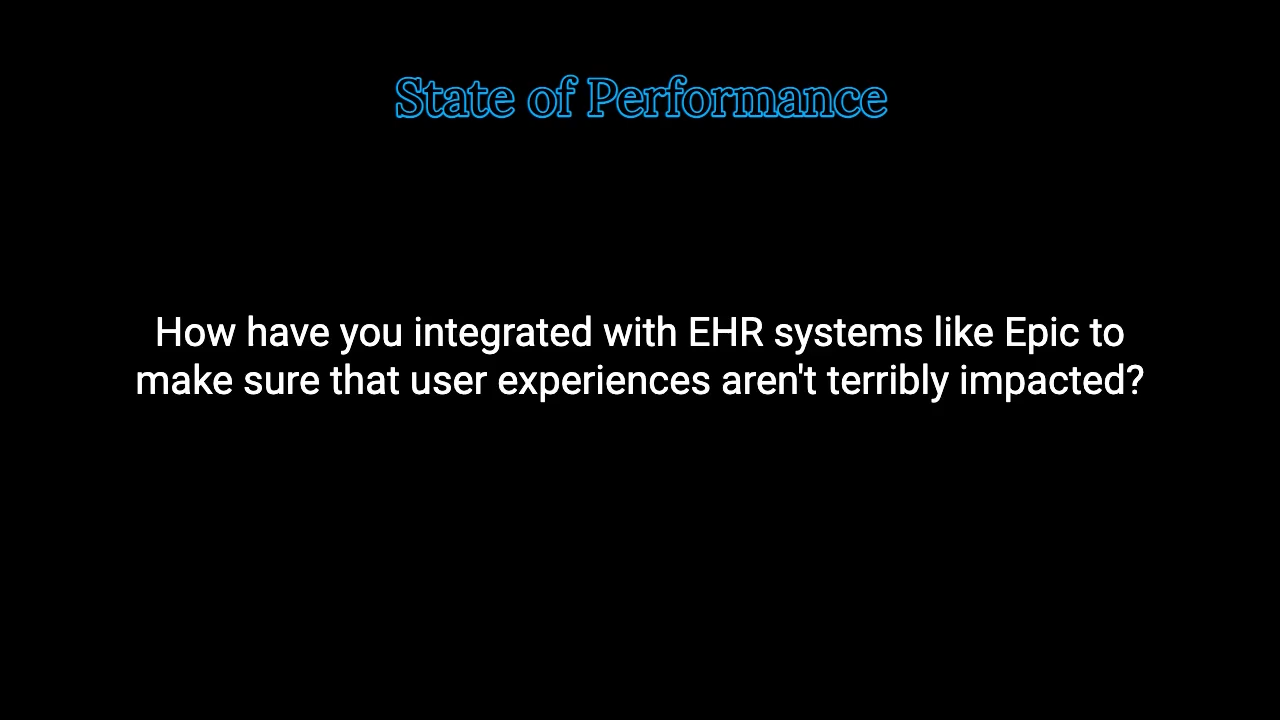 State of Performance
How have you integrated with EHR systems like Epic to
make sure that user experiences aren't terribly impacted?